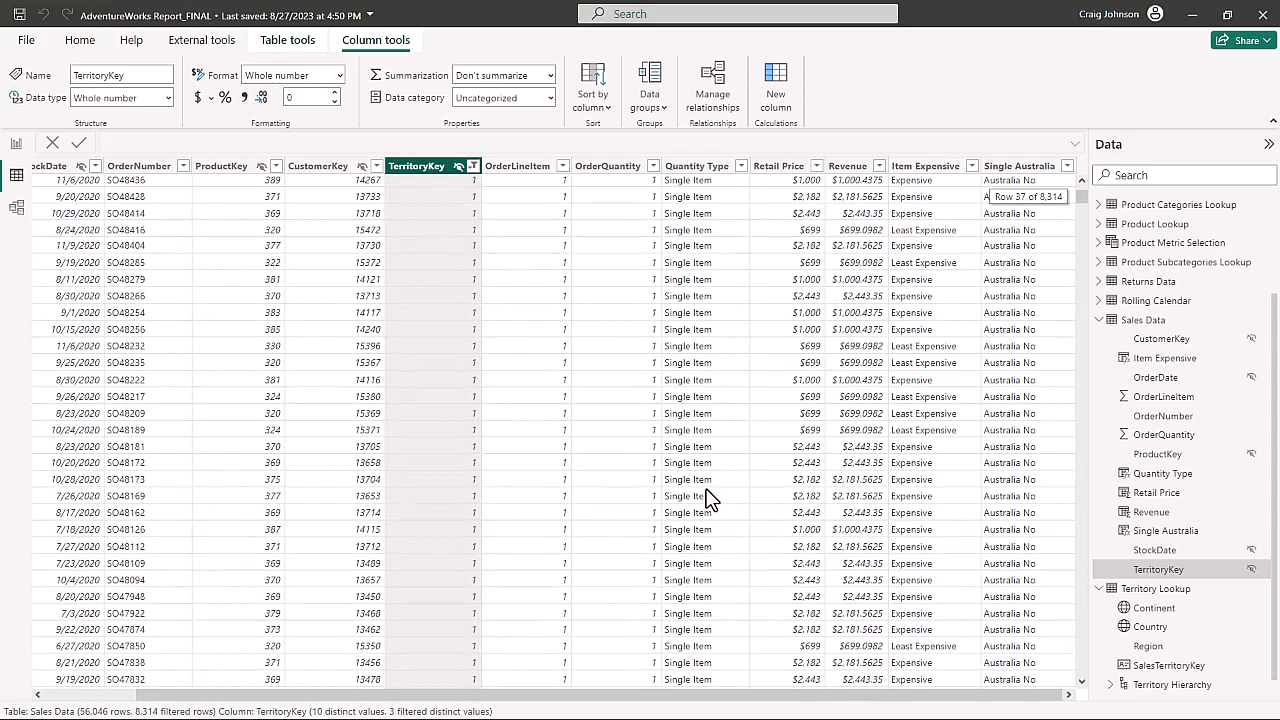 AdventureWorks Report_FINAL • Last saved: 8/27/2023 at 4:50 PM
Search
Craig Johnson
File Home Help External tools Table tools Column tools
Share
Name TerritoryKey
Format Whole number
Summarization Don't summarize
Data type Whole number
$ % 0
Data category Uncategorized
Sort by column
Data groups
Manage relationships
New column
Structure Formatting Properties Sort Groups Relationships Calculations
ockDate OrderNumber ProductKey CustomerKey TerritoryKey OrderLineItem OrderQuantity Quantity Type Retail Price Revenue Item Expensive Single Australia
11/6/2020 SO48436 389 14267 1 1 1 Single Item $1,000 $1,000.4375 Expensive Australia No
9/20/2020 SO48428 371 13733 1 1 1 Single Item $2,182 $2,181.5625 Expensive A
Row 37 of 8,314
10/29/2020 SO48414 369 13718 1 1 1 Single Item $2,443 $2,443.35 Expensive Australia No
8/24/2020 SO48416 320 15472 1 1 1 Single Item $699 $699.0982 Least Expensive Australia No
11/9/2020 SO48404 377 13730 1 1 1 Single Item $2,182 $2,181.5625 Expensive Australia No
9/19/2020 SO48285 322 15372 1 1 1 Single Item $699 $699.0982 Least Expensive Australia No
8/11/2020 SO48279 381 14121 1 1 1 Single Item $1,000 $1,000.4375 Expensive Australia No
8/30/2020 SO48266 370 13713 1 1 1 Single Item $2,443 $2,443.35 Expensive Australia No
9/1/2020 SO48254 383 14117 1 1 1 Single Item $1,000 $1,000.4375 Expensive Australia No
10/15/2020 SO48256 385 14240 1 1 1 Single Item $1,000 $1,000.4375 Expensive Australia No
11/6/2020 SO48232 330 15396 1 1 1 Single Item $699 $699.0982 Least Expensive Australia No
9/25/2020 SO48235 320 15367 1 1 1 Single Item $699 $699.0982 Least Expensive Australia No
8/30/2020 SO48222 381 14116 1 1 1 Single Item $1,000 $1,000.4375 Expensive Australia No
9/26/2020 SO48217 324 15380 1 1 1 Single Item $699 $699.0982 Least Expensive Australia No
8/23/2020 SO48209 320 15369 1 1 1 Single Item $699 $699.0982 Least Expensive Australia No
10/24/2020 SO48189 324 15371 1 1 1 Single Item $699 $699.0982 Least Expensive Australia No
8/23/2020 SO48181 370 13705 1 1 1 Single Item $2,443 $2,443.35 Expensive Australia No
10/20/2020 SO48172 369 13658 1 1 1 Single Item $2,443 $2,443.35 Expensive Australia No
10/28/2020 SO48173 375 13704 1 1 1 Single Item $2,182 $2,181.5625 Expensive Australia No
7/26/2020 SO48169 377 13653 1 1 1 Single Item $2,182 $2,181.5625 Expensive Australia No
8/17/2020 SO48162 369 13714 1 1 1 Single Item $2,443 $2,443.35 Expensive Australia No
7/18/2020 SO48126 387 14115 1 1 1 Single Item $1,000 $1,000.4375 Expensive Australia No
7/27/2020 SO48112 371 13712 1 1 1 Single Item $2,182 $2,181.5625 Expensive Australia No
7/23/2020 SO48109 369 13489 1 1 1 Single Item $2,443 $2,443.35 Expensive Australia No
10/4/2020 SO48094 370 13657 1 1 1 Single Item $2,443 $2,443.35 Expensive Australia No
8/20/2020 SO47948 369 13450 1 1 1 Single Item $2,443 $2,443.35 Expensive Australia No
7/3/2020 SO47922 379 13468 1 1 1 Single Item $2,182 $2,181.5625 Expensive Australia No
9/23/2020 SO47874 373 13462 1 1 1 Single Item $2,182 $2,181.5625 Expensive Australia No
6/27/2020 SO47850 320 15350 1 1 1 Single Item $699 $699.0982 Least Expensive Australia No
8/21/2020 SO47838 371 13456 1 1 1 Single Item $2,182 $2,181.5625 Expensive Australia No
9/19/2020 SO47832 369 13478 1 1 1 Single Item $2,443 $2,443.35 Expensive Australia No
Data
Search
Product Categories Lookup
Product Lookup
Product Metric Selection
Product Subcategories Lookup
Returns Data
Rolling Calendar
Sales Data
CustomerKey
Item Expensive
OrderDate
OrderLineItem
OrderNumber
OrderQuantity
ProductKey
Quantity Type
Retail Price
Revenue
Single Australia
StockDate
TerritoryKey
Territory Lookup
Continent
Country
Region
SalesTerritoryKey
Territory Hierarchy
Table: Sales Data (56,046 rows, 8,314 filtered rows) Column: TerritoryKey (10 distinct values, 3 filtered distinct values)